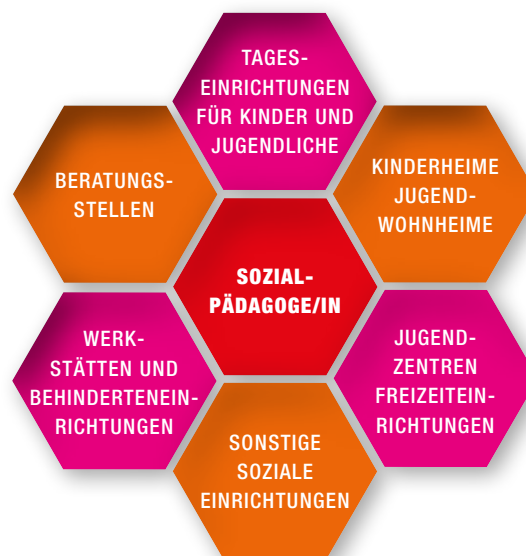 TAGES-
EINRICHTUNGEN
FÜR KINDER UND
JUGENDLICHE
BERATUNGS-
STELLEN
KINDERHEIME
JUGEND-
WOHNHEIME
SOZIAL-
PÄDAGOGE/IN
WERK-
STÄTTEN UND
BEHINDERTENEIN-
RICHTUNGEN
JUGEND-
ZENTREN
FREIZEITEIN-
RICHTUNGEN
SONSTIGE
SOZIALE
EINRICHTUNGEN